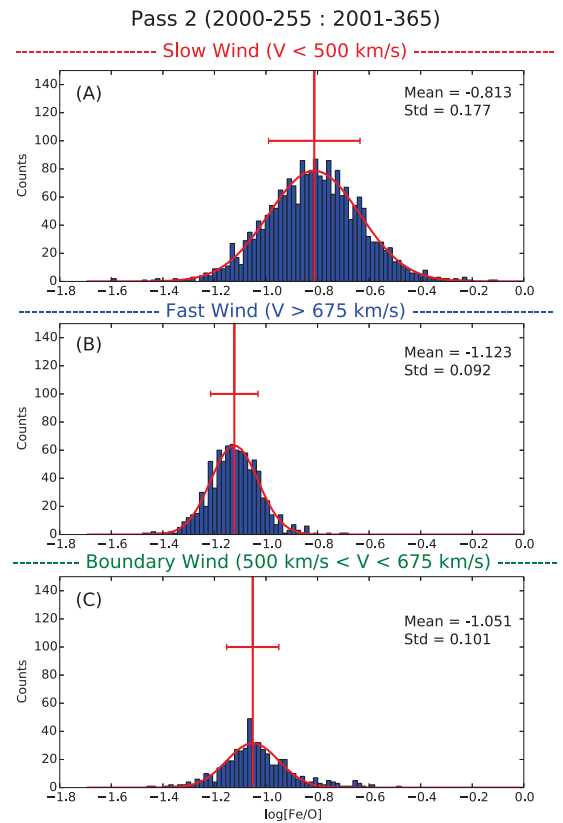 Pass 2 (2000-255 : 2001-365)
Slow Wind (V < 500 km/s)
(A)
Mean = -0.813
Std = 0.177
Counts
140
120
100
80
60
40
20
0
−1.8 −1.6 −1.4 −1.2 −1.0 −0.8 −0.6 −0.4 −0.2 0.0
Fast Wind (V > 675 km/s)
(B)
Mean = -1.123
Std = 0.092
Counts
140
120
100
80
60
40
20
0
−1.8 −1.6 −1.4 −1.2 −1.0 −0.8 −0.6 −0.4 −0.2 0.0
Boundary Wind (500 km/s < V < 675 km/s)
(C)
Mean = -1.051
Std = 0.101
Counts
140
120
100
80
60
40
20
0
−1.8 −1.6 −1.4 −1.2 −1.0 −0.8 −0.6 −0.4 −0.2 0.0
log[Fe/O]